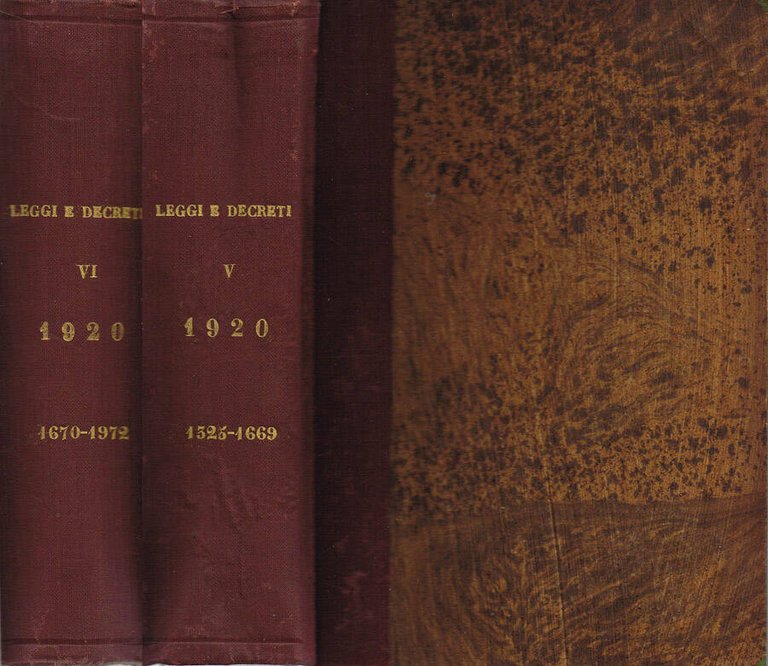 LEGGI E DECRETI
VI
1920
1670-1972
LEGGI E DECRETI
V
1920
1525-1669